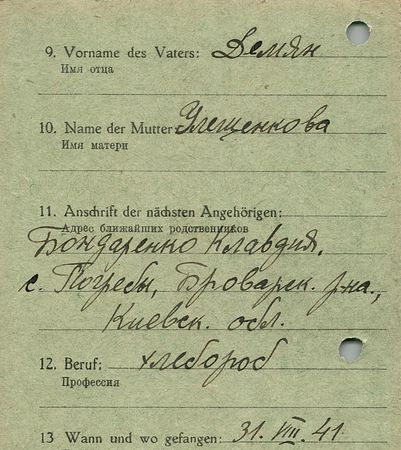 9. Vorname des Vaters: Демян
Имя отца
10. Name der Mutter:
Имя матери
11. Anschrift der nächsten Angehörigen:
Адрес ближайших родственников
Бондаренко Клавдия,
с. Погребы, Броварск. р-на.,
Киевск. обл.
12. Beruf: хлебороб
Профессия
13 Wann und wo gefangen: 31. VIII. 41